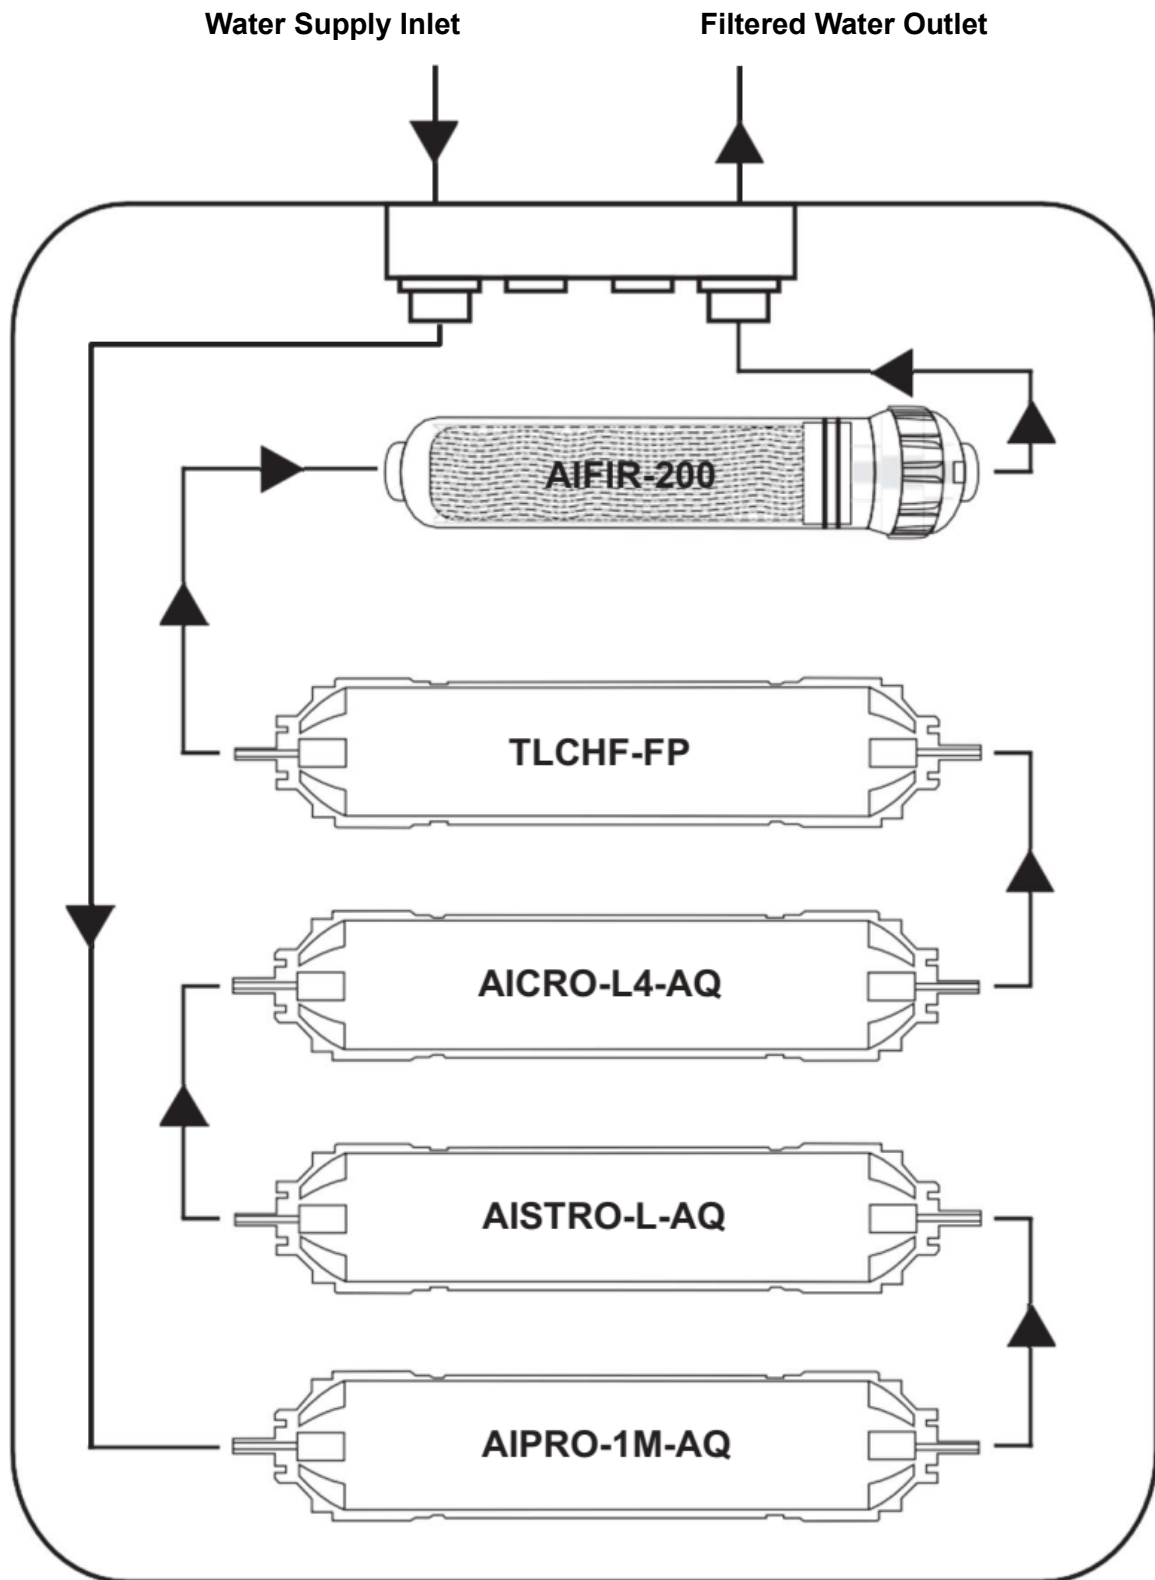 Water Supply Inlet
Filtered Water Outlet
AIFIR-200
TLCHF-FP
AICRO-L4-AQ
AISTRO-L-AQ
AIPRO-1M-AQ